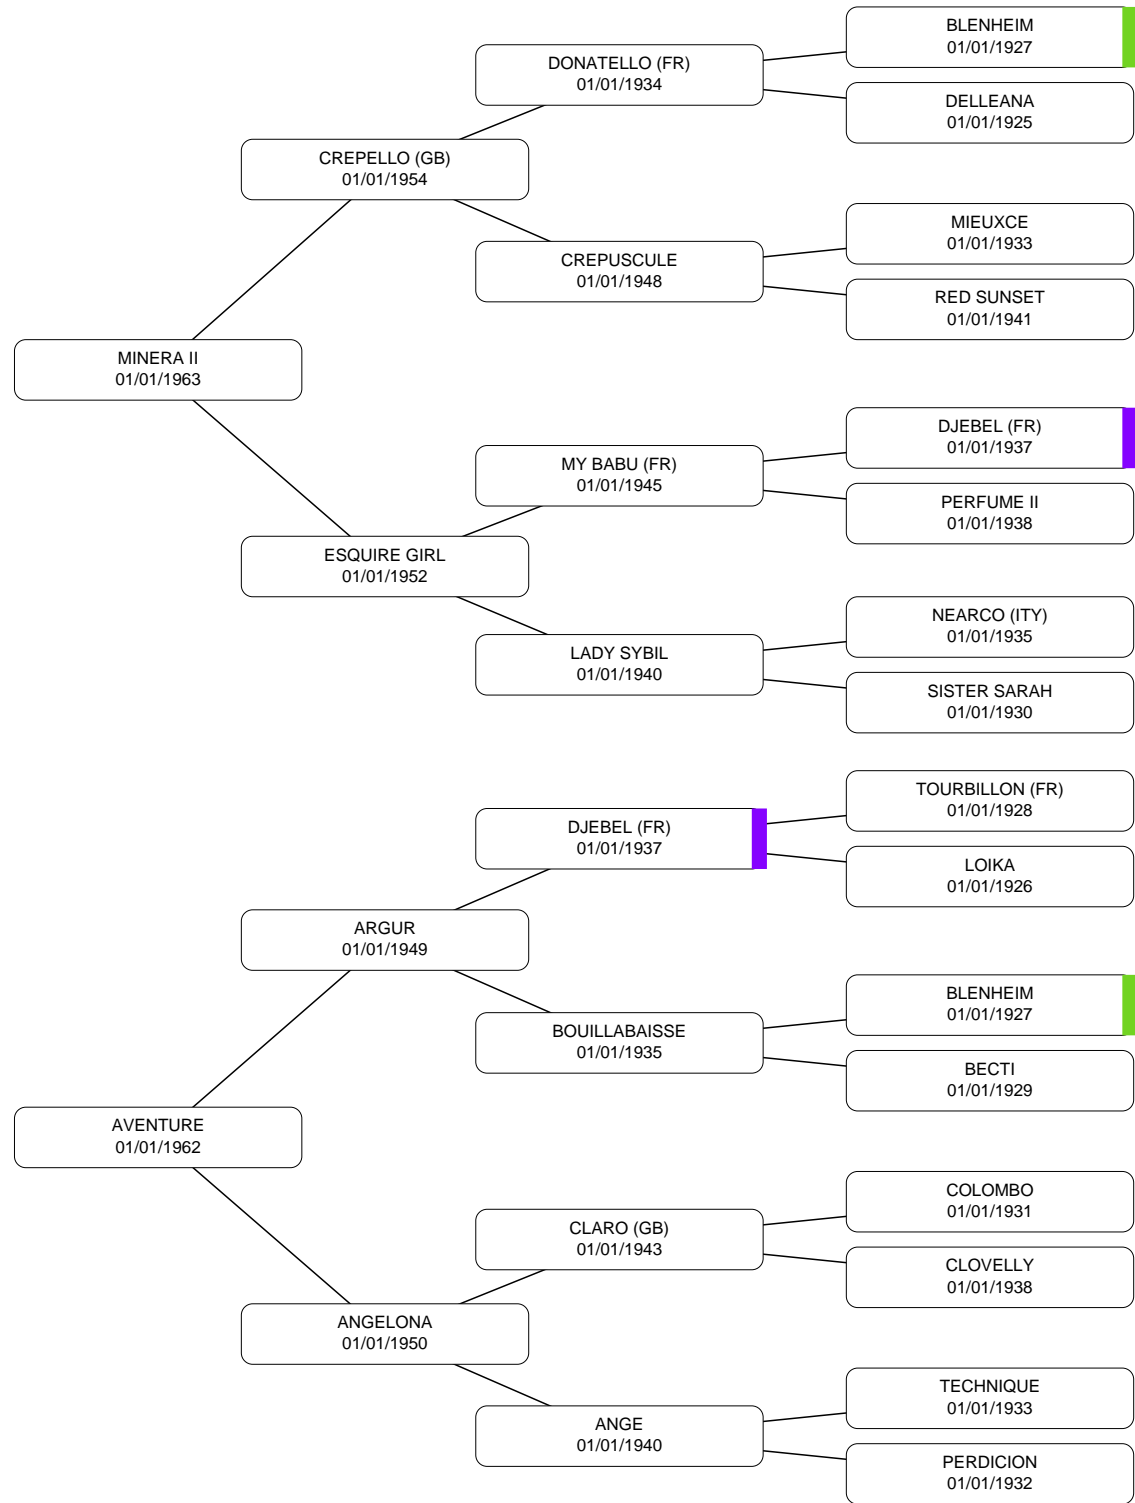 BLENHEIM
01/01/1927
DONATELLO (FR)
01/01/1934
DELLEANA
01/01/1925
CREPELLO (GB)
01/01/1954
MIEUXCE
01/01/1933
CREPUSCULE
01/01/1948
RED SUNSET
01/01/1941
MINERA II
01/01/1963
DJEBEL (FR)
01/01/1937
MY BABU (FR)
01/01/1945
PERFUME II
01/01/1938
ESQUIRE GIRL
01/01/1952
NEARCO (ITY)
01/01/1935
LADY SYBIL
01/01/1940
SISTER SARAH
01/01/1930
TOURBILLON (FR)
01/01/1928
DJEBEL (FR)
01/01/1937
LOIKA
01/01/1926
ARGUR
01/01/1949
BLENHEIM
01/01/1927
BOUILLABAISSE
01/01/1935
BECTI
01/01/1929
AVENTURE
01/01/1962
COLOMBO
01/01/1931
CLARO (GB)
01/01/1943
CLOVELLY
01/01/1938
ANGELONA
01/01/1950
TECHNIQUE
01/01/1933
ANGE
01/01/1940
PERDICION
01/01/1932